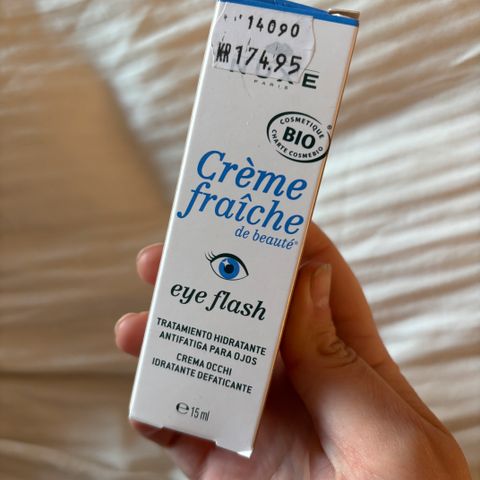 14090
KR 174.95
PARIS
COSMETIQUE
BIO
CHARTE COSMEBIO
®
Crème
fraîche
de beauté®
eye flash
TRATAMIENTO HIDRATANTE
ANTIFATIGA PARA OJOS
CREMA OCCHI
IDRATANTE DEFATICANTE
℮ 15 ml